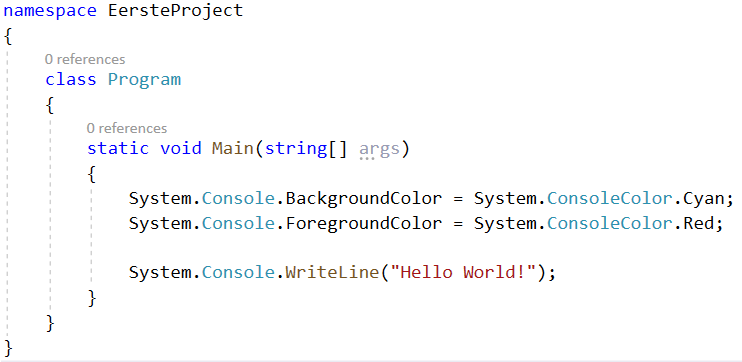 namespace EersteProject
{
0 references
class Program
{
0 references
static void Main(string[] args)
{
System.Console.BackgroundColor = System.ConsoleColor.Cyan;
System.Console.ForegroundColor = System.ConsoleColor.Red;
System.Console.WriteLine("Hello World!");
}
}
}